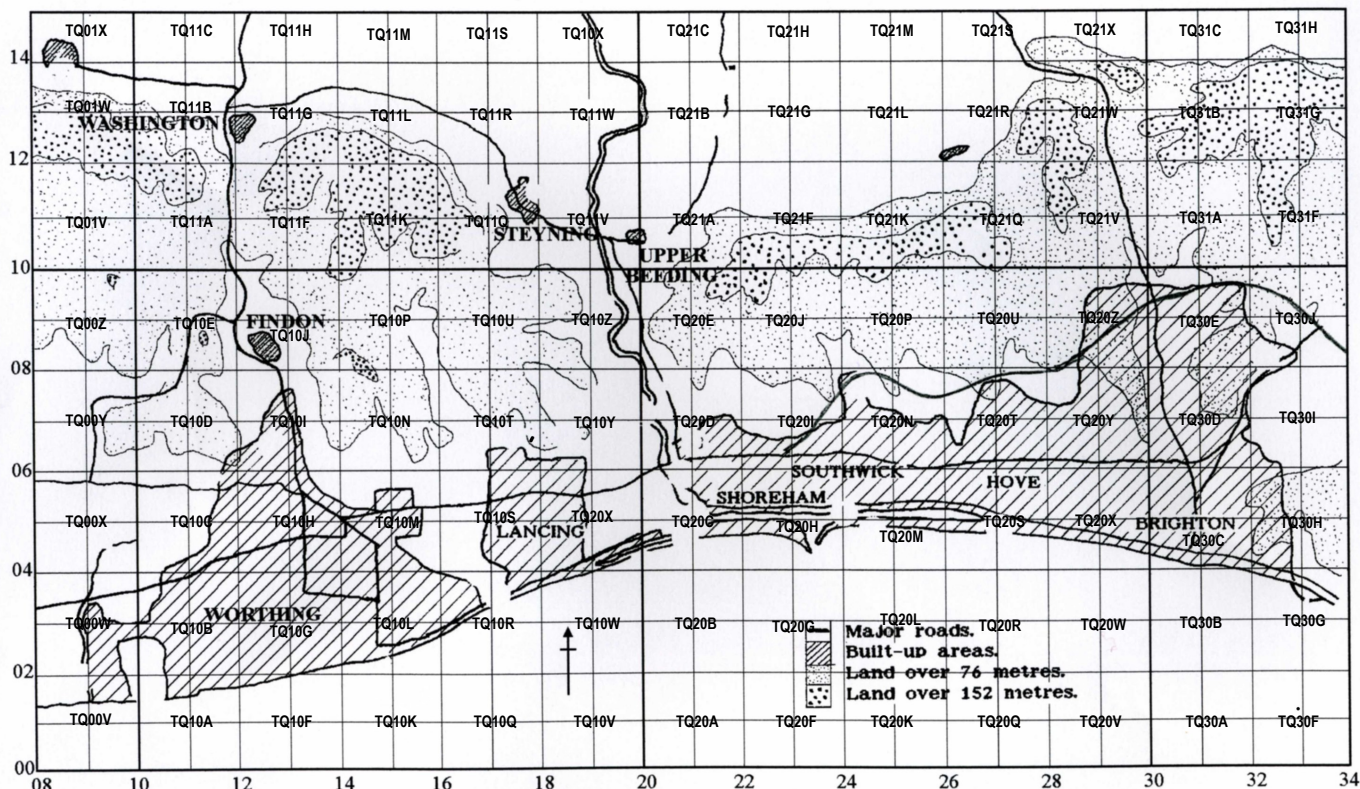 TQ01X TQ11C TQ11H TQ11M TQ11S TQ10X TQ21C TQ21H TQ21M TQ21S TQ21X TQ31C TQ31H
14
TQ01W TQ11B TQ11G TQ11L TQ11R TQ11W TQ21B TQ21G TQ21L TQ21R TQ21W TQ31B TQ31G
WASHINGTON
12
TQ01V TQ11A TQ11F TQ11K TQ11Q TQ11V TQ21A TQ21F TQ21K TQ21Q TQ21V TQ31A TQ31F
STEYNING
UPPER
BEEDING
10
TQ00Z TQ10E FINDON TQ10J TQ10P TQ10U TQ10Z TQ20E TQ20J TQ20P TQ20U TQ20Z TQ30E TQ30J
08
TQ00Y TQ10D TQ10I TQ10N TQ10T TQ10Y TQ20D TQ20I TQ20N TQ20T TQ20Y TQ30D TQ30I
06
SOUTHWICK
HOVE
SHOREHAM
TQ00X TQ10C TQ10H TQ10M TQ10S TQ20X TQ20C TQ20H TQ20M TQ20S TQ20X BRIGHTON TQ30C TQ30H
LANCING
04
WORTHING
TQ00W TQ10B TQ10G TQ10L TQ10R TQ10W TQ20B TQ20G TQ20L TQ20R TQ20W TQ30B TQ30G
Major roads.
Built-up areas.
Land over 76 metres.
Land over 152 metres.
02
TQ00V TQ10A TQ10F TQ10K TQ10Q TQ10V TQ20A TQ20F TQ20K TQ20Q TQ20V TQ30A TQ30F
00
08 10 12 14 16 18 20 22 24 26 28 30 32 34